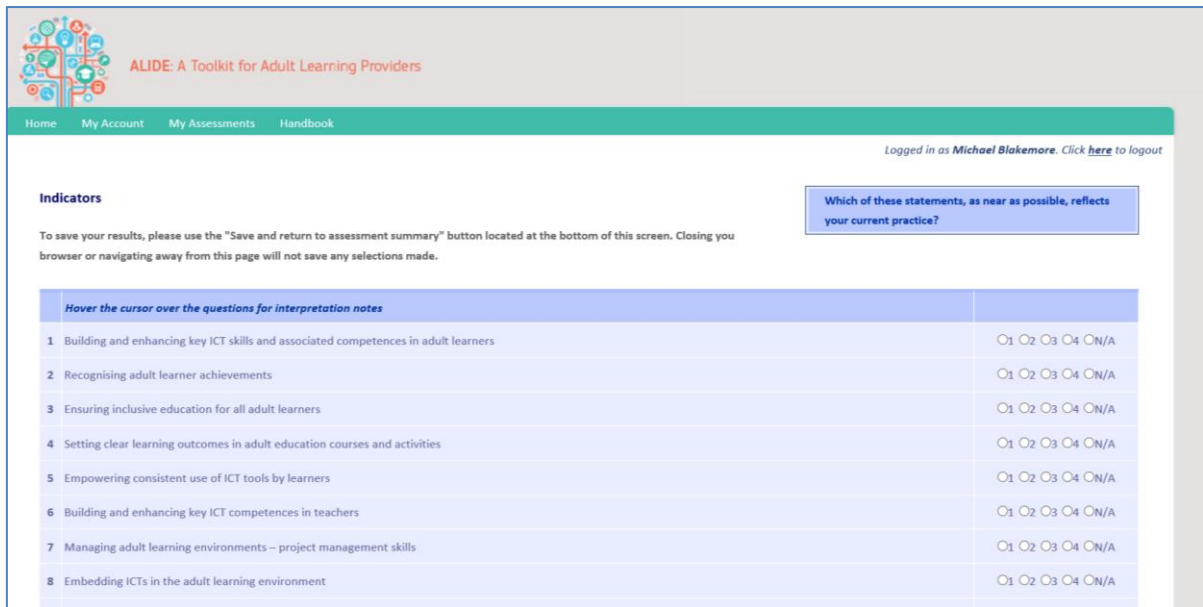 ALIDE: A Toolkit for Adult Learning Providers
Home My Account My Assessments Handbook
Logged in as Michael Blakemore. Click here to logout
Indicators
Which of these statements, as near as possible, reflects
your current practice?
To save your results, please use the "Save and return to assessment summary" button located at the bottom of this screen. Closing you
browser or navigating away from this page will not save any selections made.
Hover the cursor over the questions for interpretation notes
1 Building and enhancing key ICT skills and associated competences in adult learners 1 2 3 4 N/A
2 Recognising adult learner achievements 1 2 3 4 N/A
3 Ensuring inclusive education for all adult learners 1 2 3 4 N/A
4 Setting clear learning outcomes in adult education courses and activities 1 2 3 4 N/A
5 Empowering consistent use of ICT tools by learners 1 2 3 4 N/A
6 Building and enhancing key ICT competences in teachers 1 2 3 4 N/A
7 Managing adult learning environments – project management skills 1 2 3 4 N/A
8 Embedding ICTs in the adult learning environment 1 2 3 4 N/A